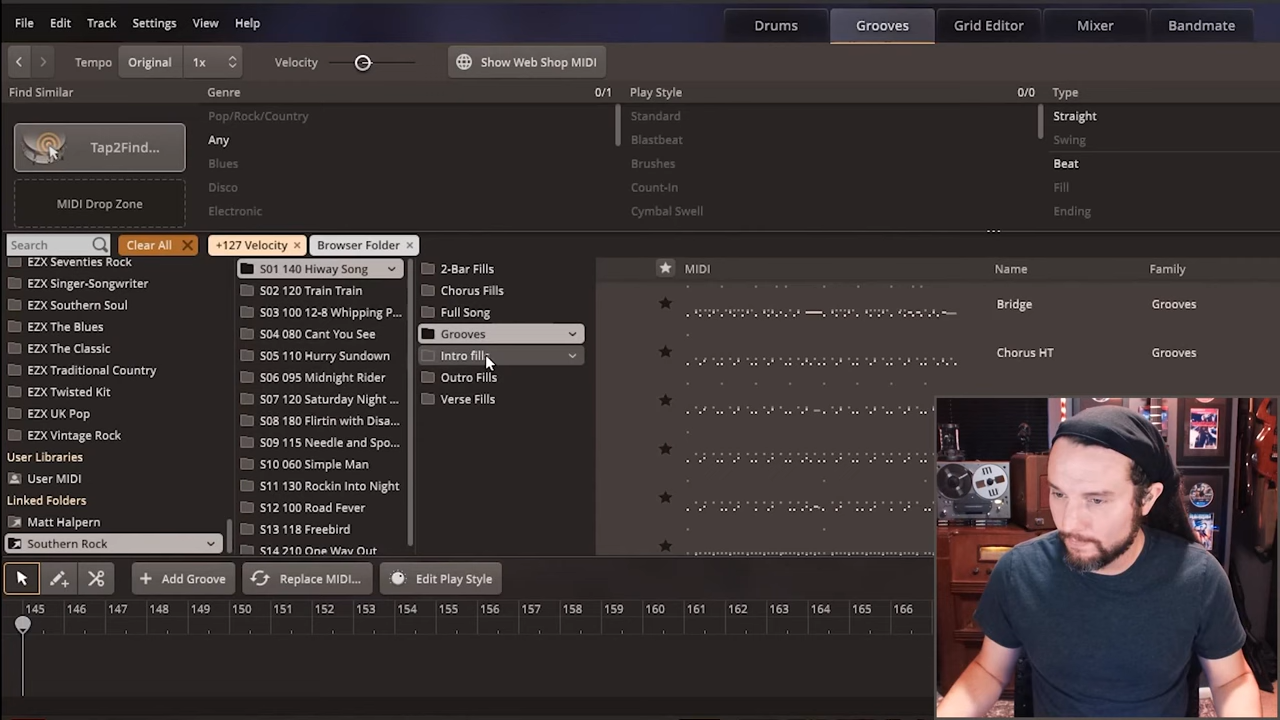 File Edit Track Settings View Help Drums Grooves Grid Editor Mixer Bandmate
Tempo Original 1x Velocity Show Web Shop MIDI
Find Similar Genre 0/1 Play Style 0/0 Type
Pop/Rock/Country Standard Straight
Tap2Find... Any Blastbeat Swing
Blues Brushes Beat
Disco Count-In Fill
MIDI Drop Zone Electronic Cymbal Swell Ending
Search Clear All +127 Velocity Browser Folder
EZX Seventies Rock S01 140 Hiway Song 2-Bar Fills MIDI Name Family
EZX Singer-Songwriter S02 120 Train Train Chorus Fills
EZX Southern Soul S03 100 12-8 Whipping P... Full Song Bridge Grooves
EZX The Blues S04 080 Cant You See Grooves
EZX The Classic S05 110 Hurry Sundown Intro fills Chorus HT Grooves
EZX Traditional Country S06 095 Midnight Rider Outro Fills
EZX Twisted Kit S07 120 Saturday Night ... Verse Fills
EZX UK Pop S08 180 Flirtin with Disa...
EZX Vintage Rock S09 115 Needle and Spo...
User Libraries S10 060 Simple Man
User MIDI S11 130 Rockin Into Night
Linked Folders S12 100 Road Fever
Matt Halpern S13 118 Freebird
Southern Rock S14 210 One Way Out
Add Groove Replace MIDI... Edit Play Style
145 146 147 148 149 150 151 152 153 154 155 156 157 158 159 160 161 162 163 164 165 166